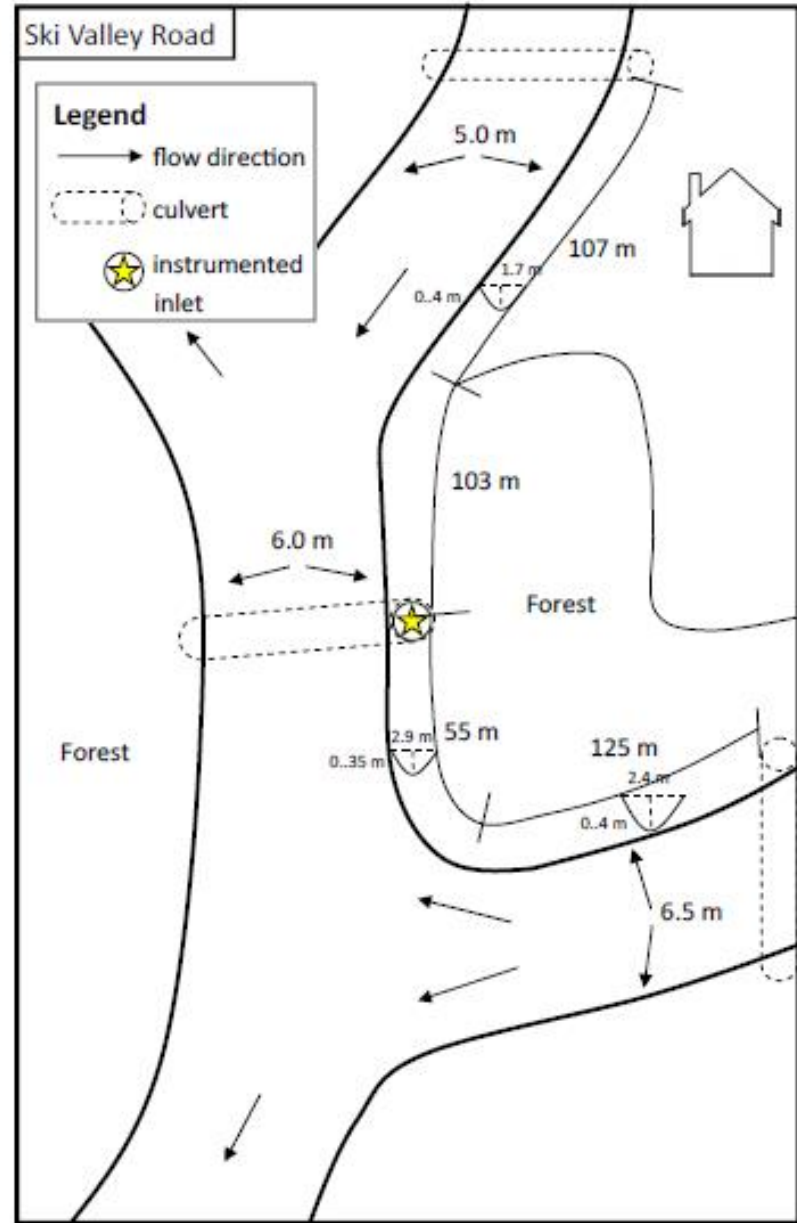 Ski Valley Road
Legend
flow direction
culvert
instrumented
inlet
5.0 m
107 m
1.7 m
0..4 m
103 m
6.0 m
Forest
Forest
55 m
2.9 m
0..35 m
125 m
2.4 m
0..4 m
6.5 m